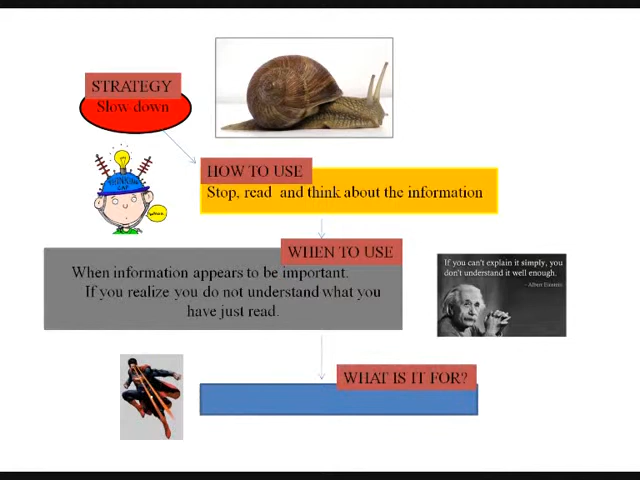 STRATEGY
Slow down
HOW TO USE
Stop, read and think about the information
WHEN TO USE
When information appears to be important.
If you realize you do not understand what you
have just read.
If you can't explain it simply, you
don't understand it well enough.
- Albert Einstein
WHAT IS IT FOR?